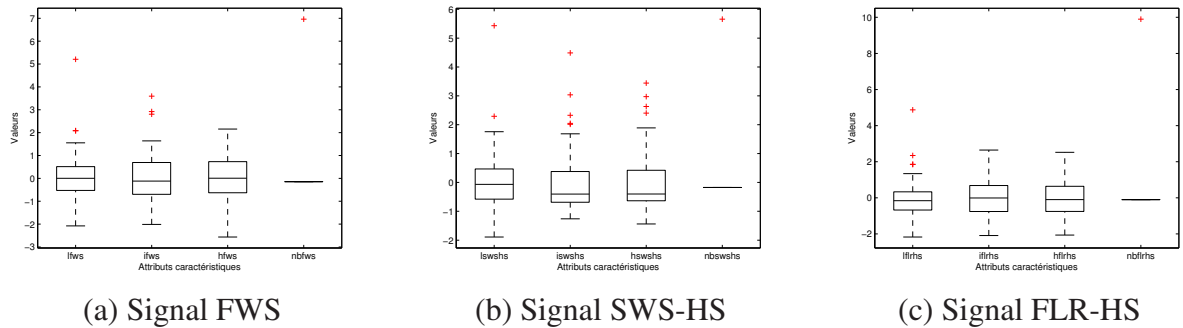 7
6
5
4
3
2
1
0
−1
−2
−3
Valeurs
lfws ifws hfws nbfws
Attributs caractéristiques
(a) Signal FWS
6
5
4
3
2
1
0
−1
−2
Valeurs
lswshs iswshs hswshs nbswshs
Attributs caractéristiques
(b) Signal SWS-HS
10
8
6
4
2
0
−2
Valeurs
lflrhs iflrhs hflrhs nbflrhs
Attributs caractéristiques
(c) Signal FLR-HS